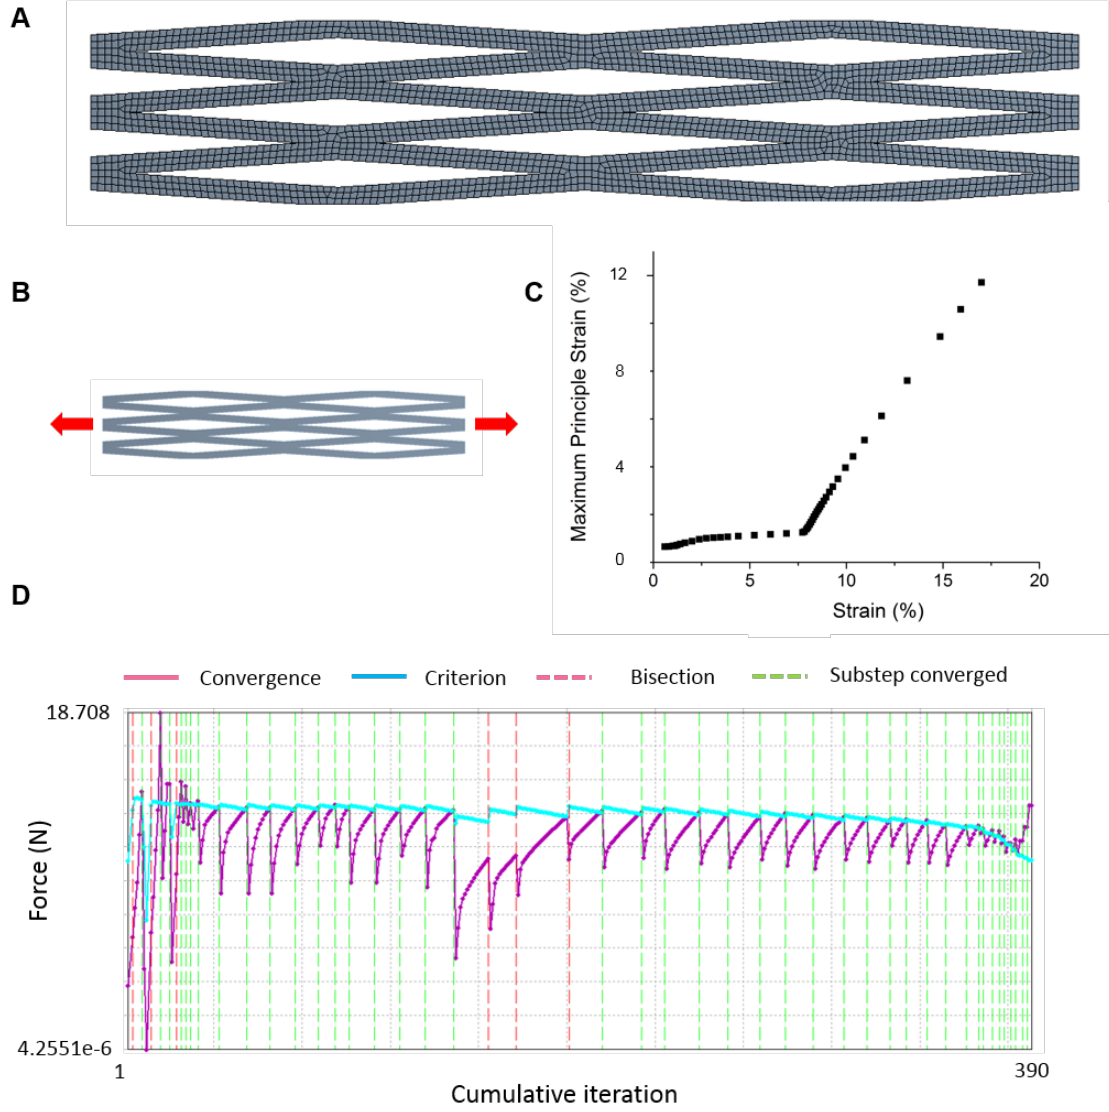 A
B
C
Maximum Principle Strain (%)
12
8
4
0
0 5 10 15 20
Strain (%)
D
Convergence Criterion Bisection Substep converged
18.708
Force (N)
4.2551e-6
1 390
Cumulative iteration